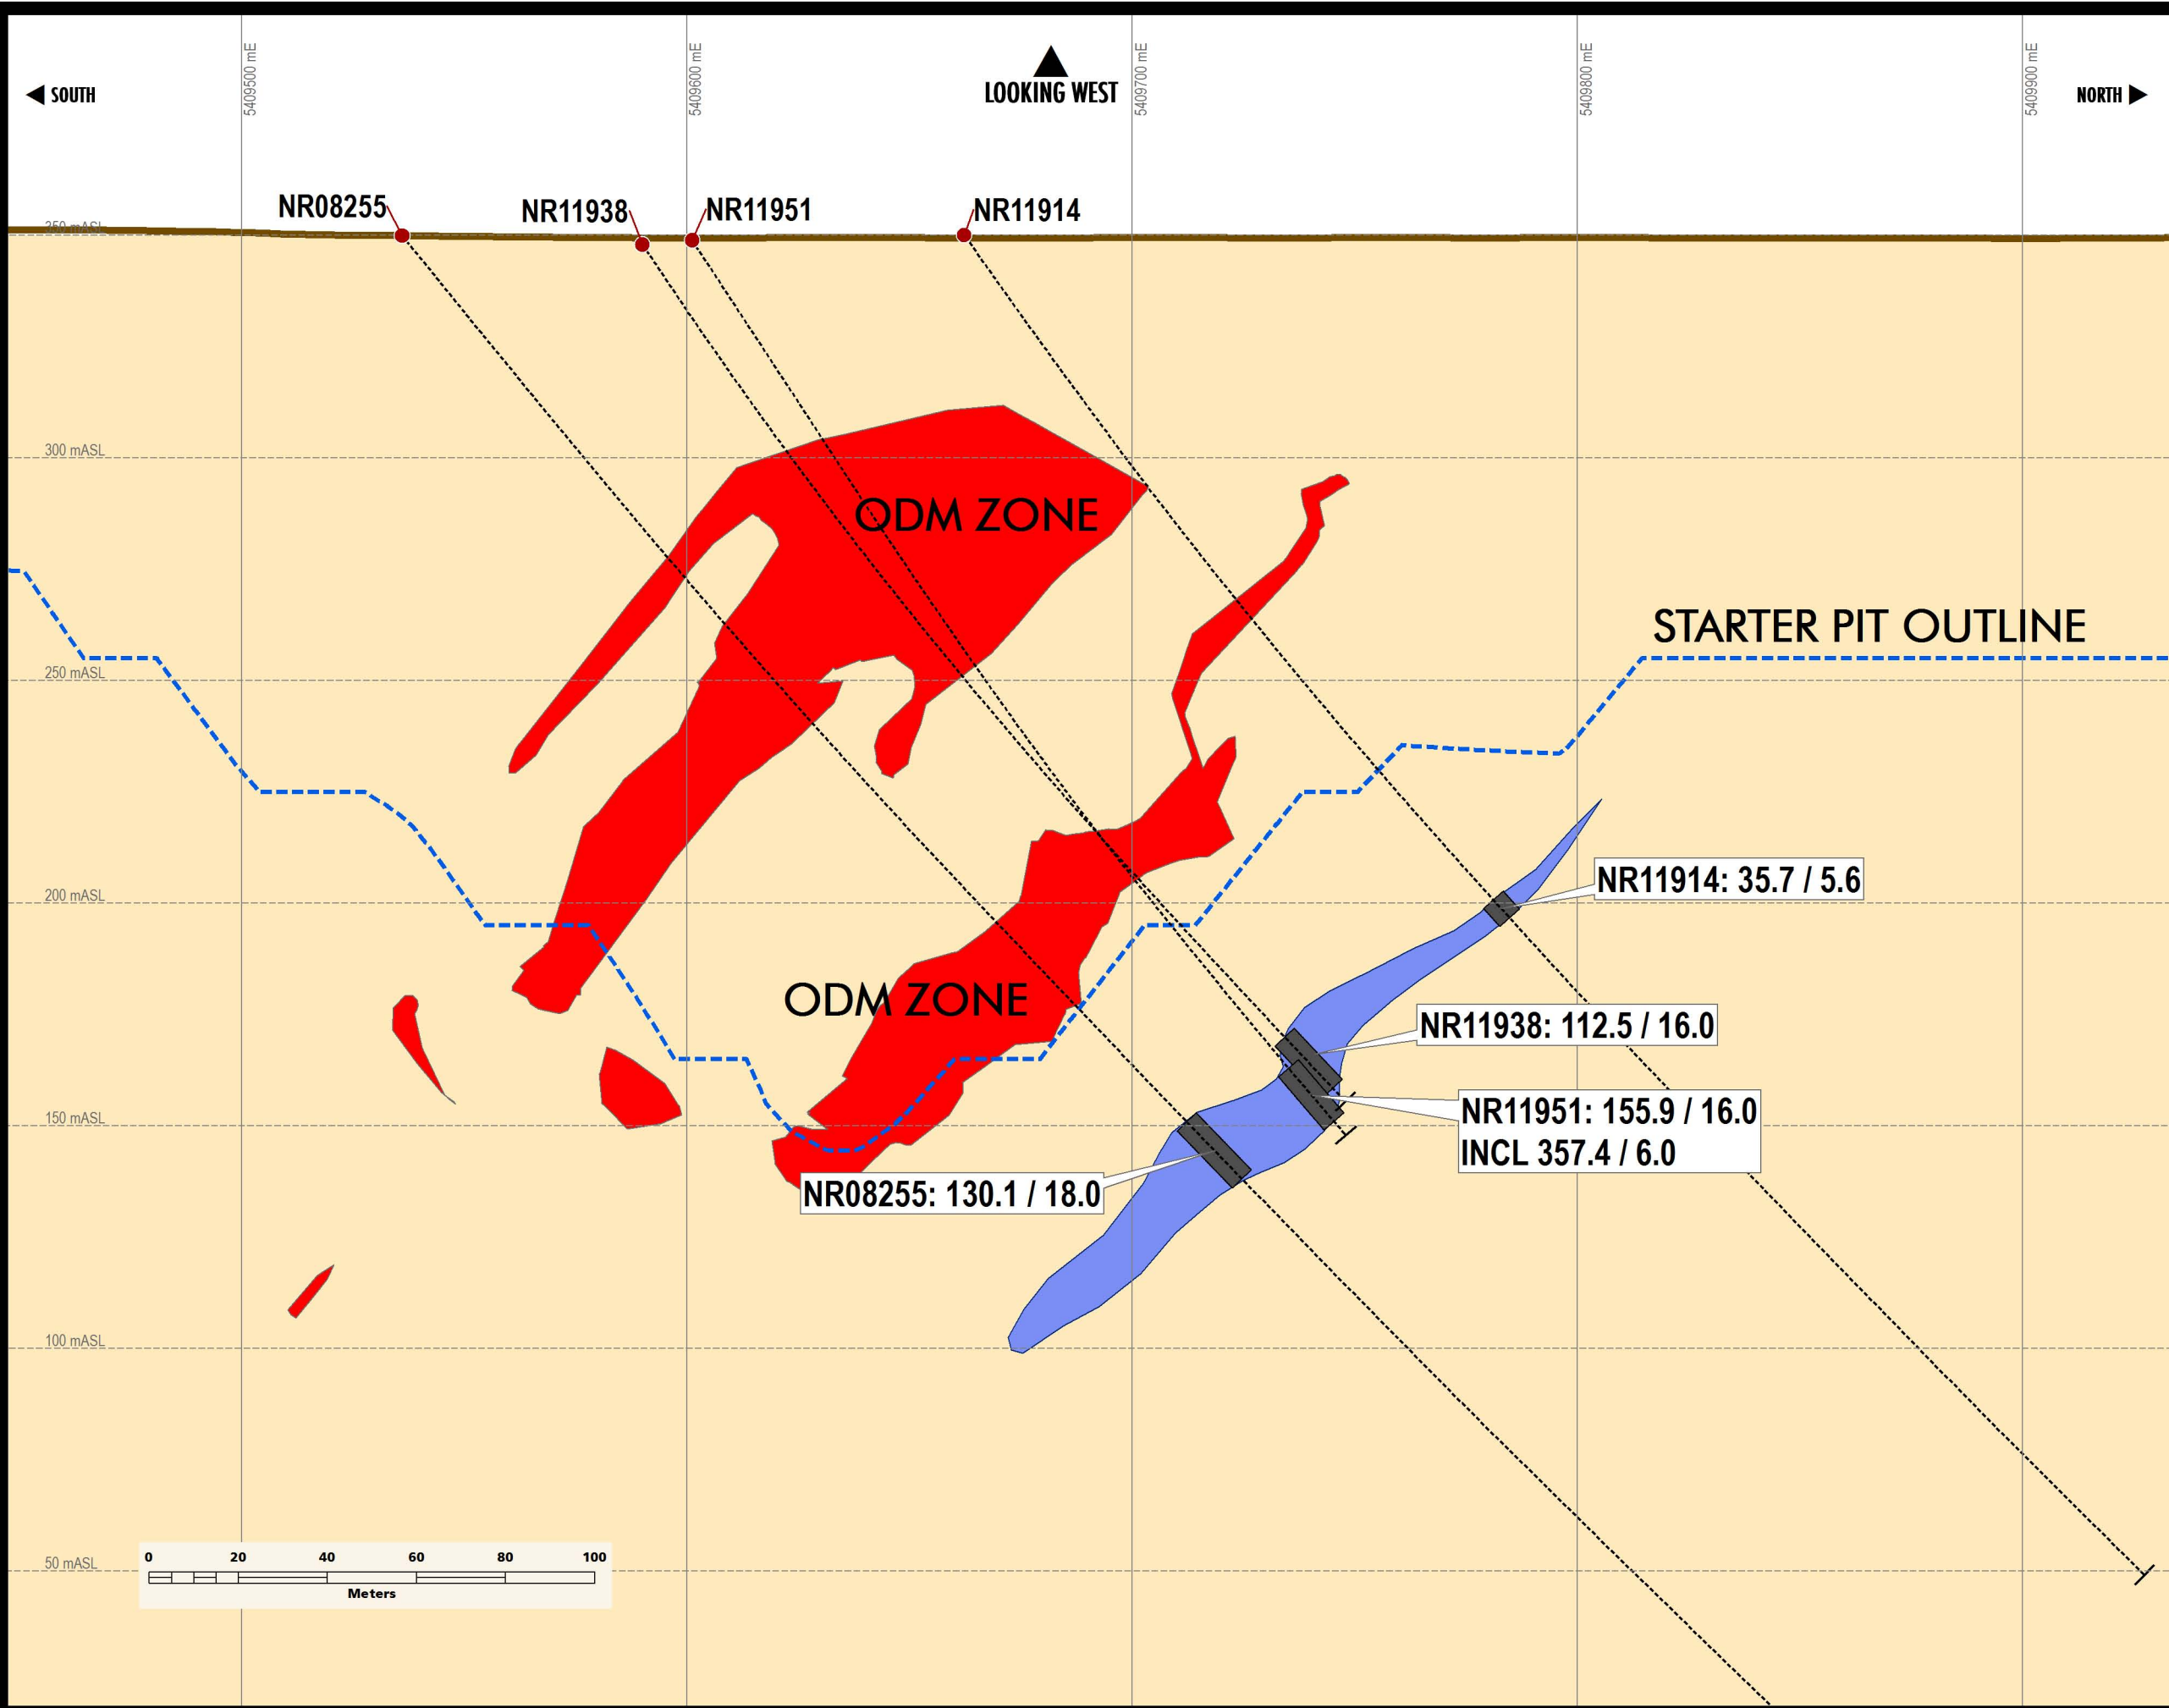 5409500 mE
5409600 mE
5409700 mE
5409800 mE
5409900 mE
SOUTH
LOOKING WEST
NORTH
NR08255
NR11938
NR11951
NR11914
350 mASL
300 mASL
ODM ZONE
STARTER PIT OUTLINE
250 mASL
200 mASL
NR11914: 35.7 / 5.6
ODM ZONE
NR11938: 112.5 / 16.0
150 mASL
NR11951: 155.9 / 16.0
INCL 357.4 / 6.0
NR08255: 130.1 / 18.0
100 mASL
50 mASL
0 20 40 60 80 100
Meters